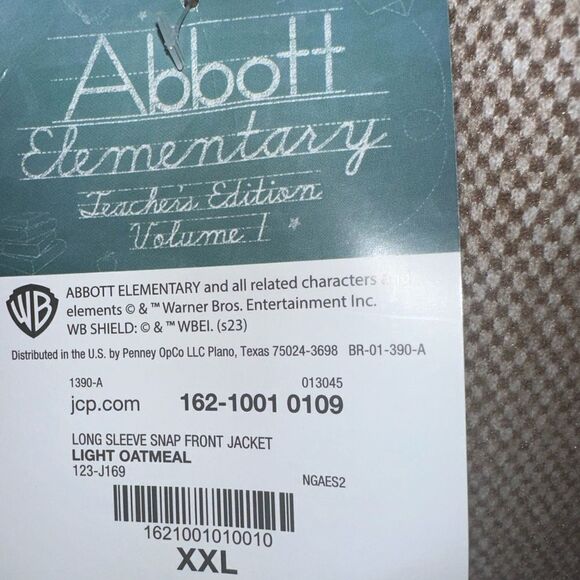 Abbott
Elementary
Teacher's Edition
Volume 1
WB
ABBOTT ELEMENTARY and all related characters and
elements © & ™ Warner Bros. Entertainment Inc.
WB SHIELD: © & ™ WBEI. (s23)
Distributed in the U.S. by Penney OpCo LLC Plano, Texas 75024-3698 BR-01-390-A
1390-A 013045
jcp.com 162-1001 0109
LONG SLEEVE SNAP FRONT JACKET
LIGHT OATMEAL
123-J169 NGAES2
1621001010010
XXL